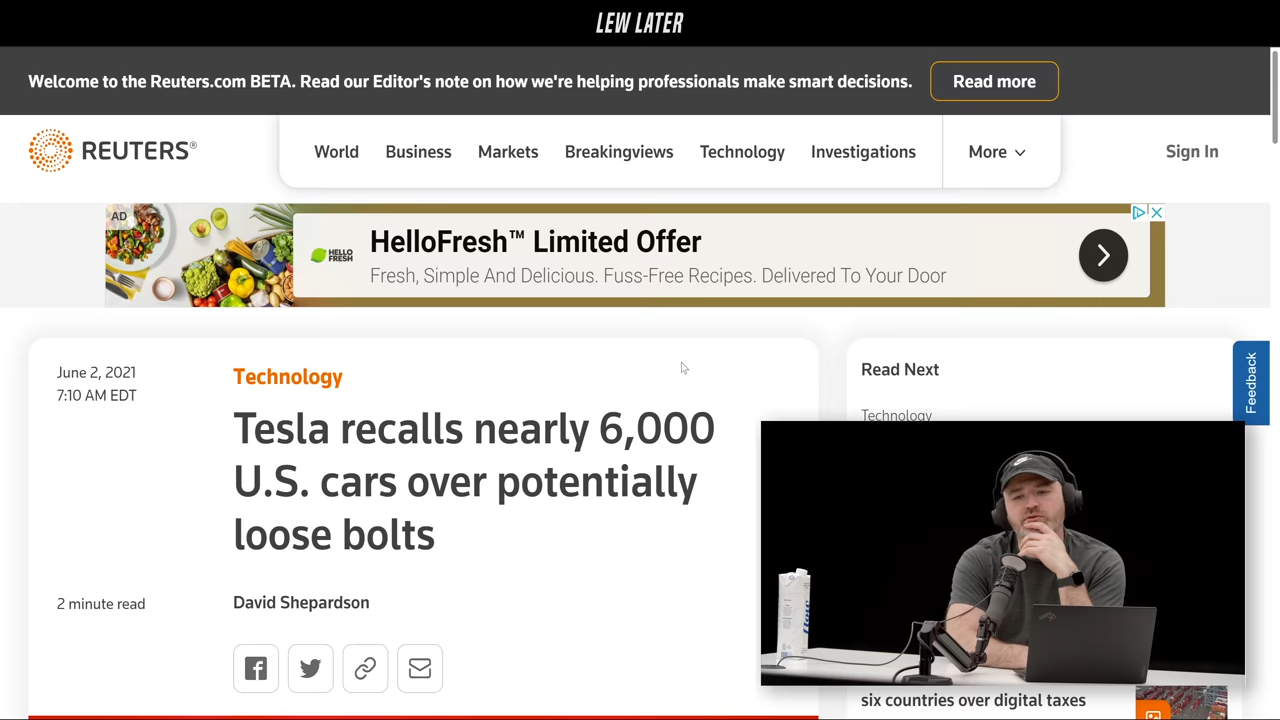 LEW LATER
Welcome to the Reuters.com BETA. Read our Editor's note on how we're helping professionals make smart decisions.
Read more
REUTERS®
World
Business
Markets
Breakingviews
Technology
Investigations
More
Sign In
AD
HELLO
FRESH
HelloFresh™ Limited Offer
Fresh, Simple And Delicious. Fuss-Free Recipes. Delivered To Your Door
June 2, 2021
7:10 AM EDT
Technology
Tesla recalls nearly 6,000
U.S. cars over potentially
loose bolts
2 minute read
David Shepardson
Read Next
Technology
Feedback
six countries over digital taxes